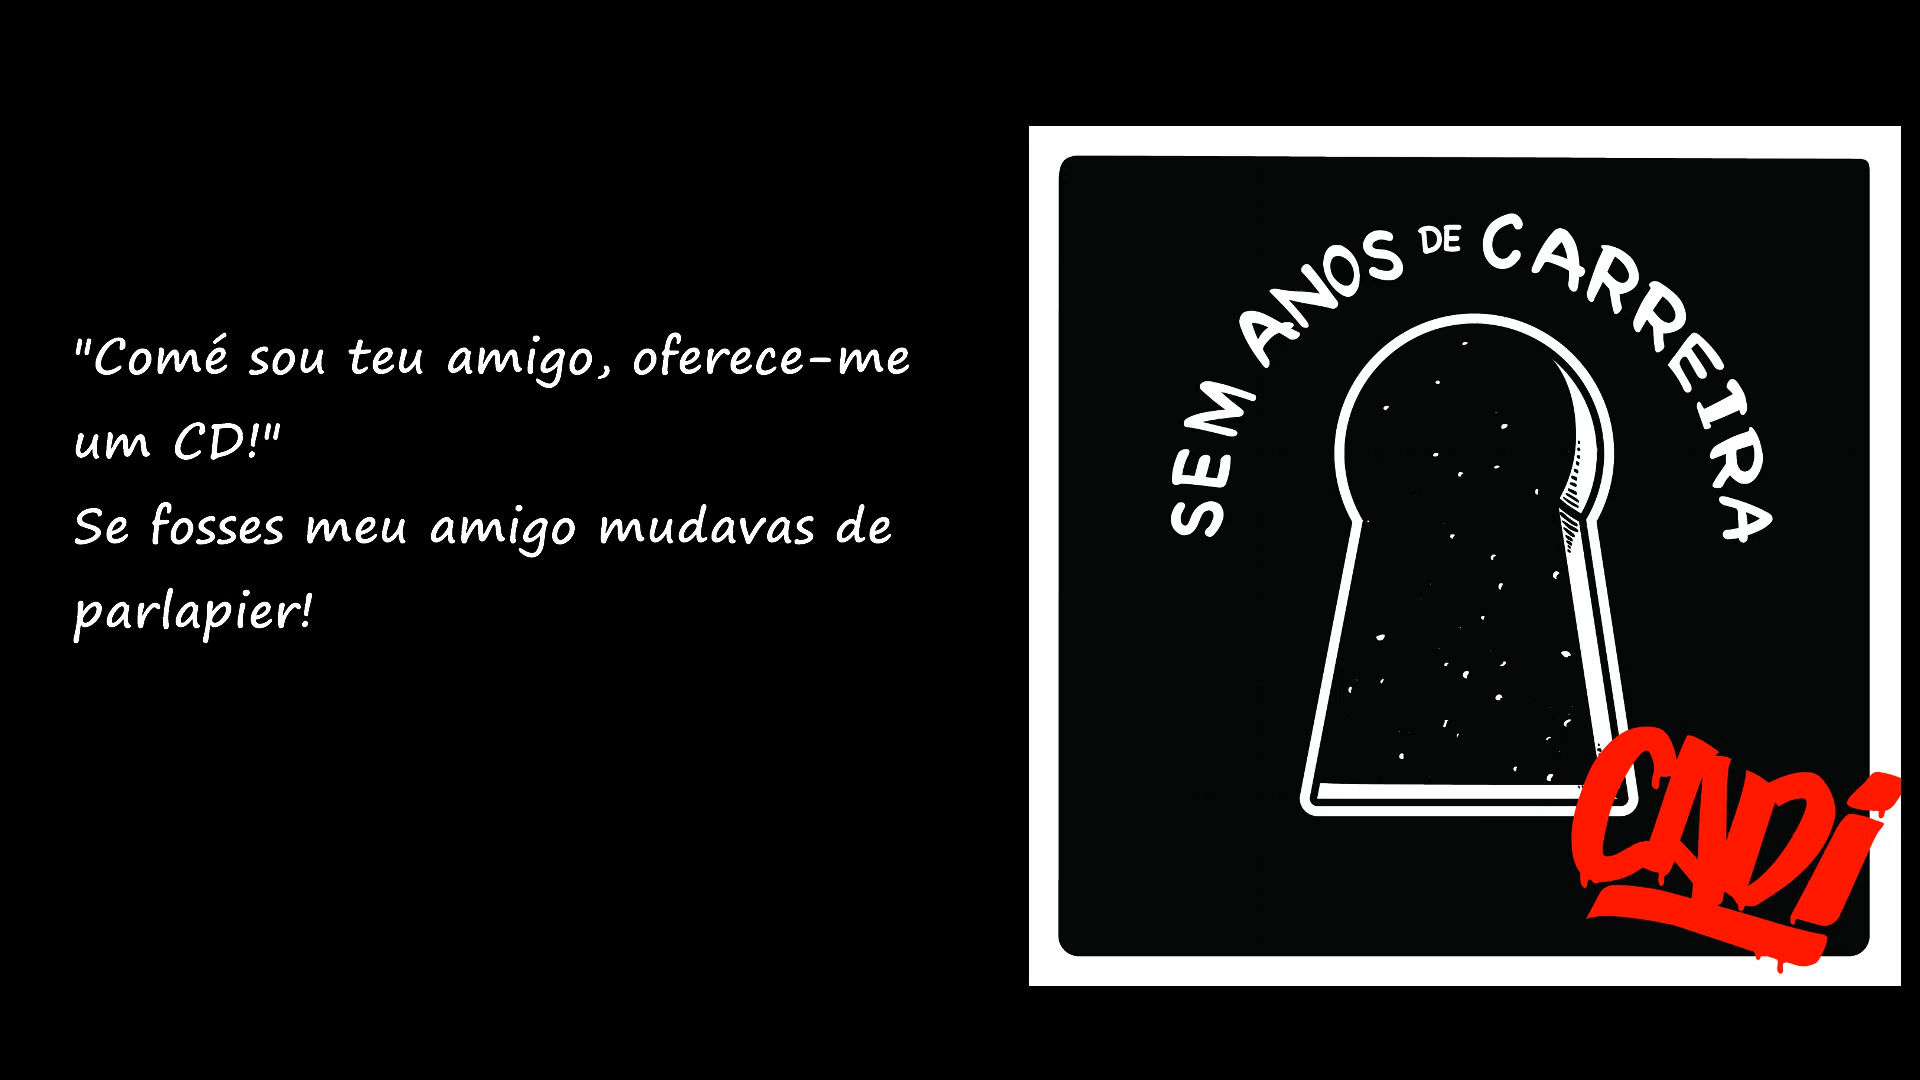 "Comé sou teu amigo, oferece-me
um CD!"
Se fosses meu amigo mudavas de
parlapier!
SEM ANOS DE CARREIRA
CADi